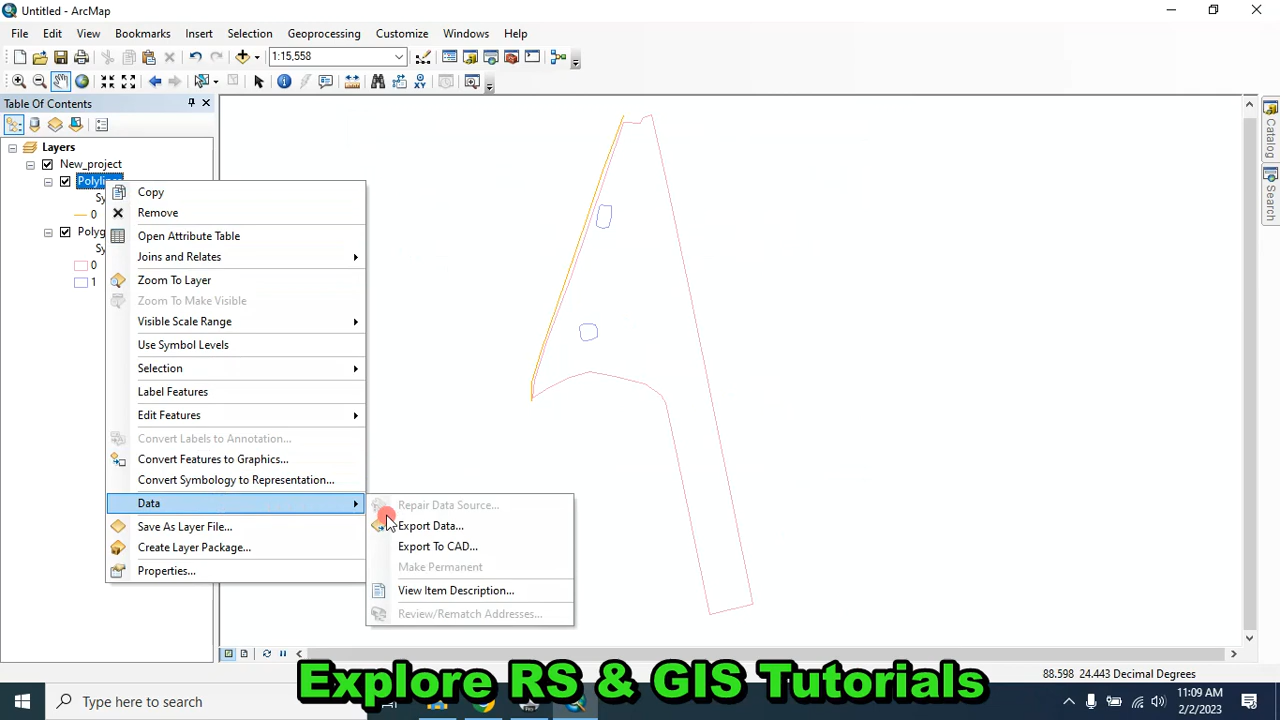 Untitled - ArcMap
File Edit View Bookmarks Insert Selection Geoprocessing Customize Windows Help
1:15,558
Table Of Contents
Layers
New_project
Sy
0
Polyg
Sy
0
1
Copy
Remove
Open Attribute Table
Joins and Relates
Zoom To Layer
Zoom To Make Visible
Visible Scale Range
Use Symbol Levels
Selection
Label Features
Edit Features
Convert Labels to Annotation...
Convert Features to Graphics...
Convert Symbology to Representation...
Data
Save As Layer File...
Create Layer Package...
Properties...
Repair Data Source...
Export Data...
Export To CAD...
Make Permanent
View Item Description...
Review/Rematch Addresses...
Catalog
Search
88.598 24.443 Decimal Degrees
Explore RS & GIS Tutorials
Type here to search
11:09 AM
2/2/2023